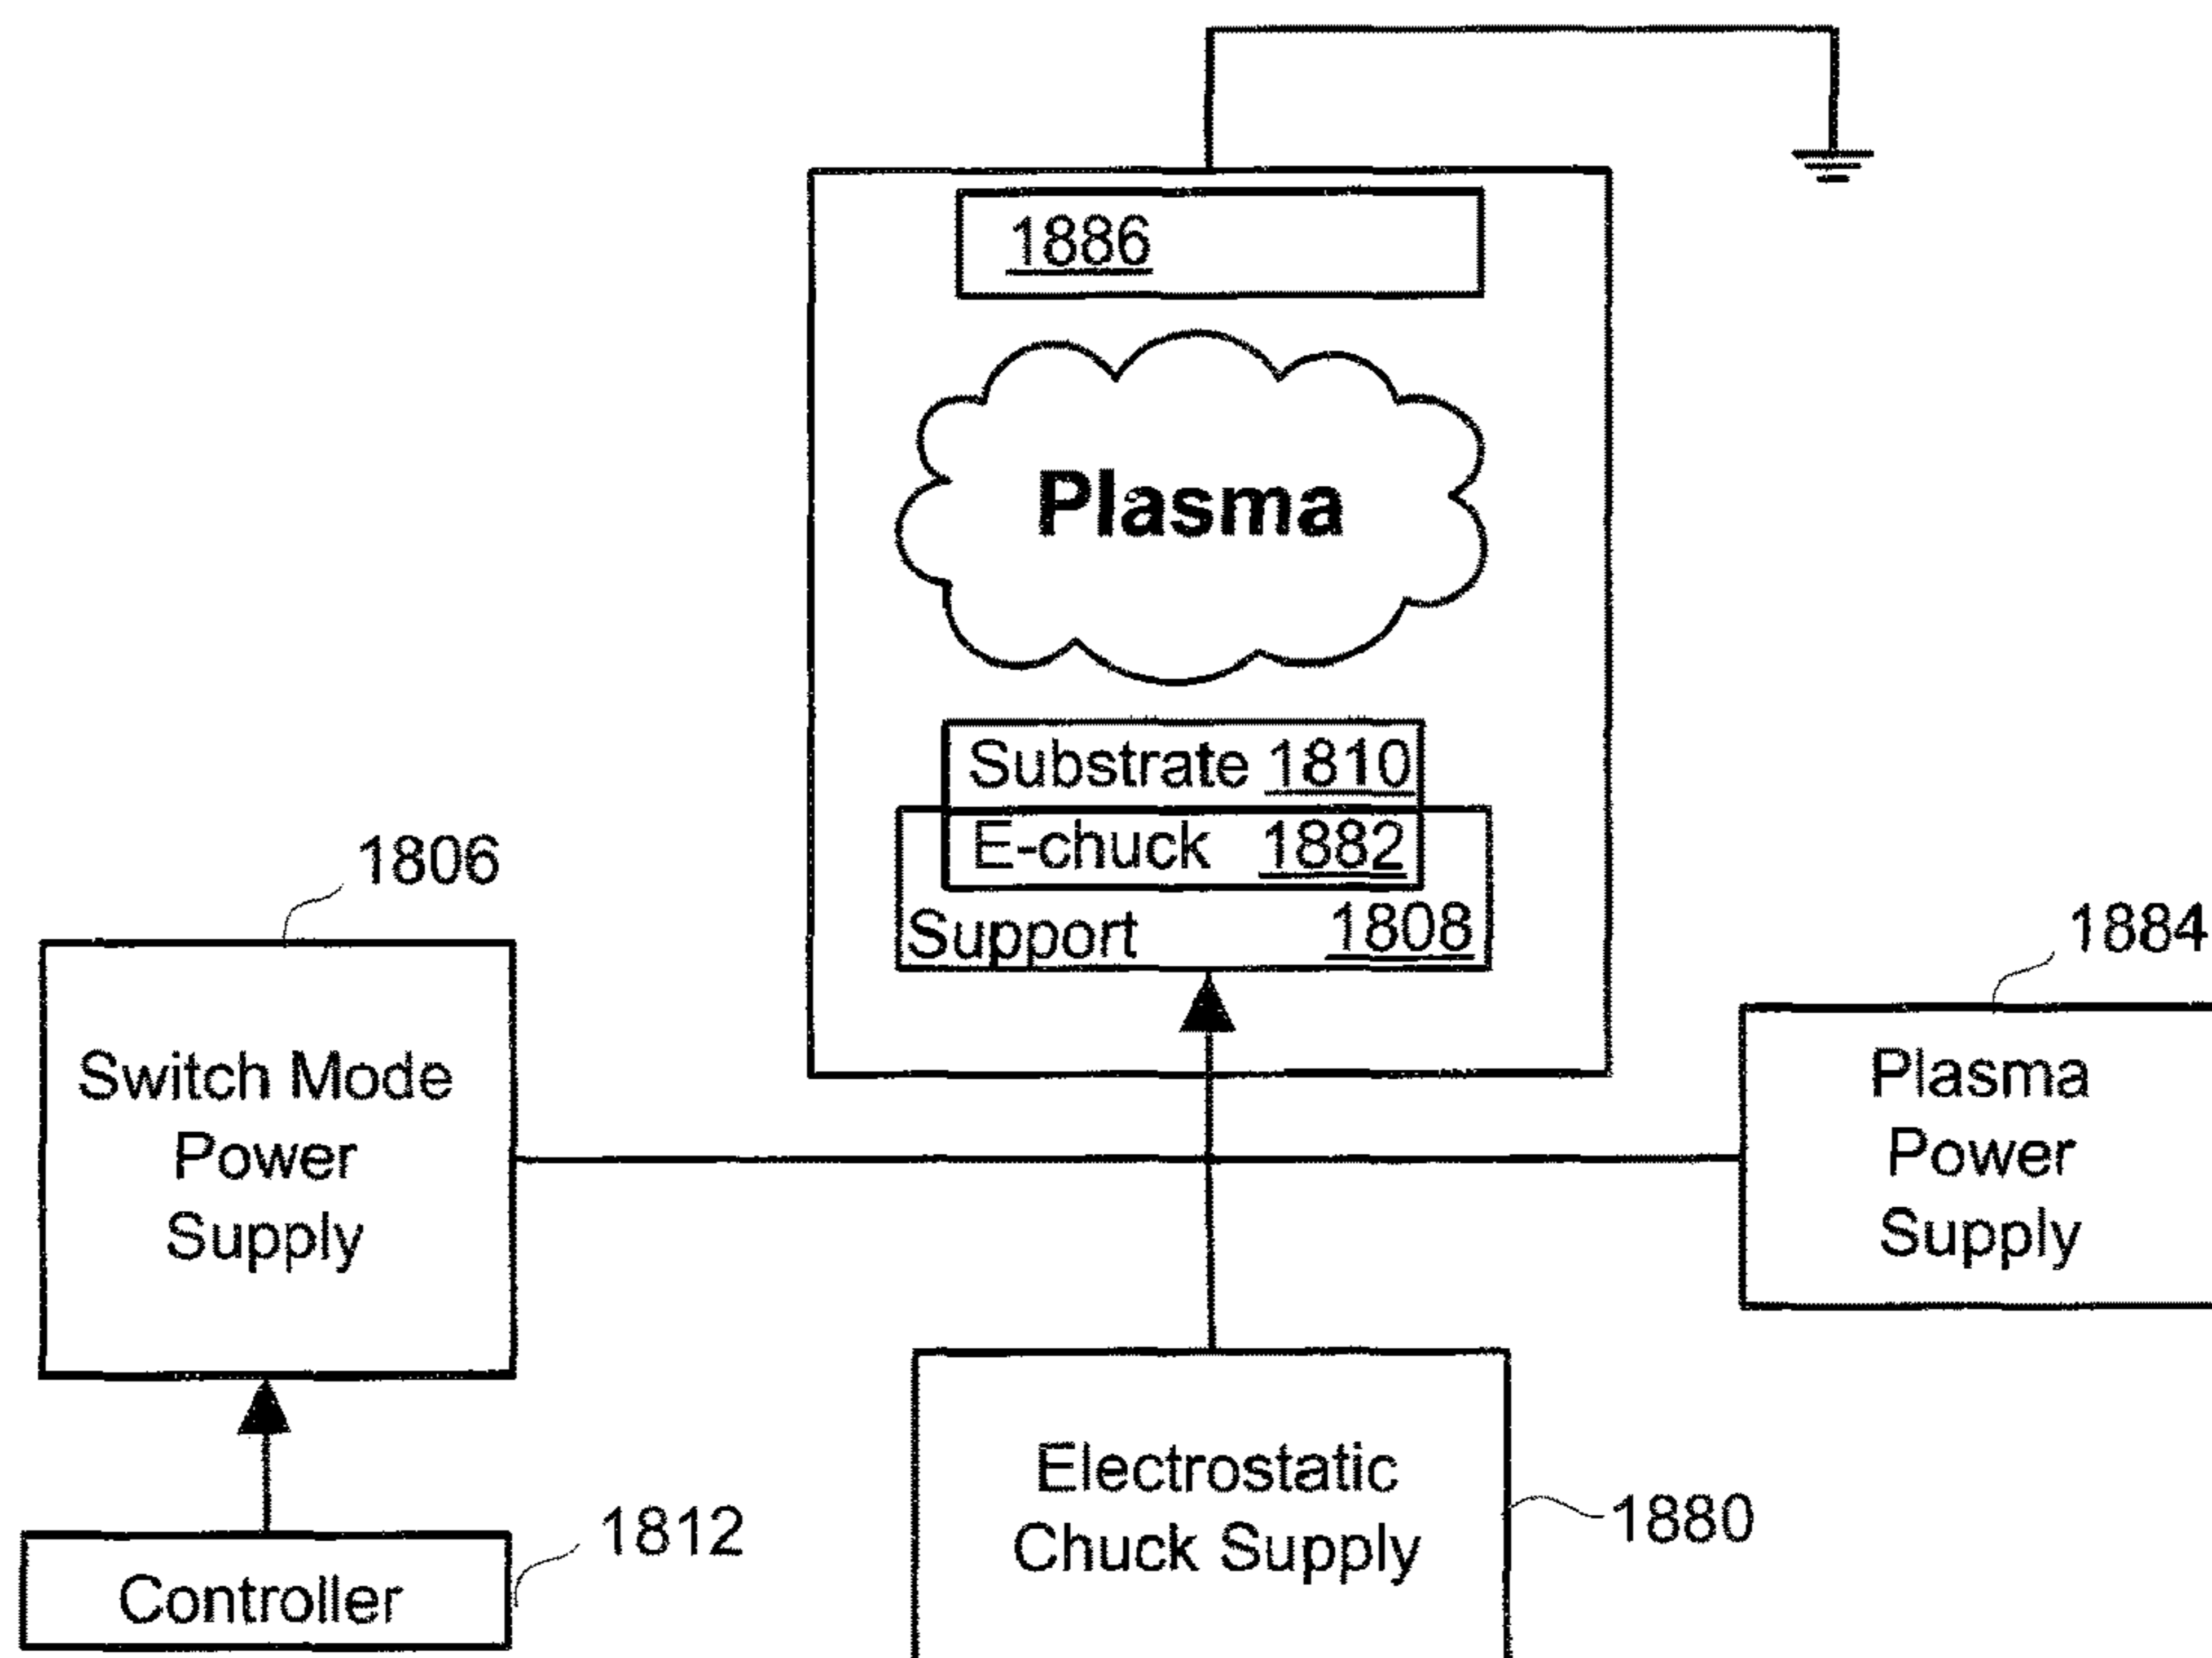 1886
Plasma
Substrate 1810
E-chuck 1882
Support 1808
1806
Switch Mode
Power
Supply
1884
Plasma
Power
Supply
Controller
1812
Electrostatic
Chuck Supply
1880